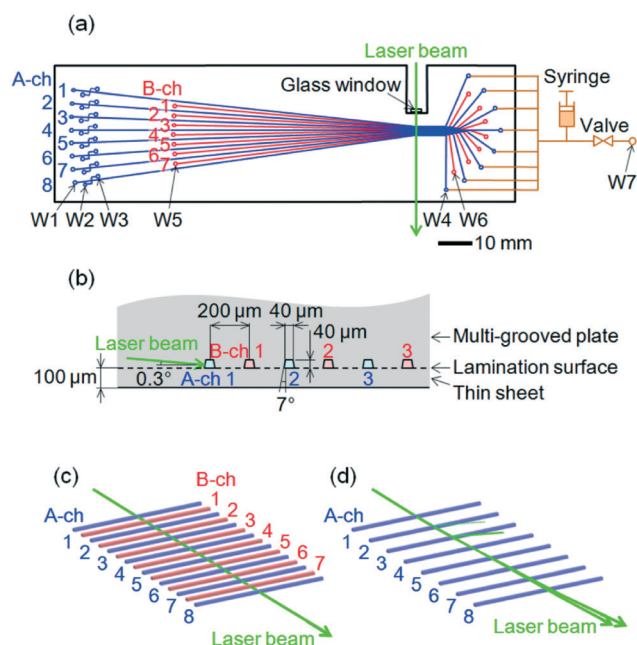 (a)
Laser beam
A-ch
B-ch
Glass window
Syringe
Valve
1
2
3
4
5
6
7
8
1
2
3
4
5
6
7
W1 W2 W3 W5 W4 W6 W7
10 mm
(b)
200 µm 40 µm
40 µm
Laser beam
B-ch 1 2 3
100 µm
0.3°
A-ch 1 2 3
7°
Multi-grooved plate
Lamination surface
Thin sheet
(c)
B-ch
1
2
3
4
5
6
7
A-ch
1
2
3
4
5
6
7
8
Laser beam
(d)
A-ch
1
2
3
4
5
6
7
8
Laser beam